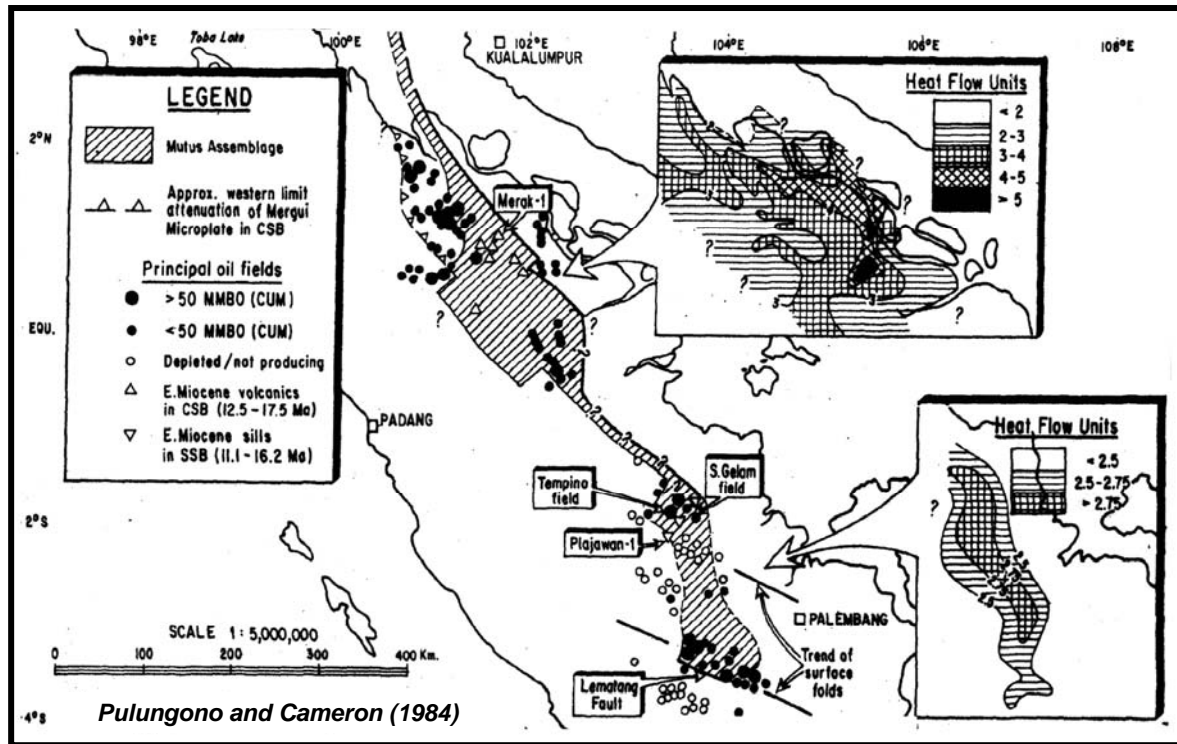 98°E
Toba Lake
100°E
102°E
KUALALUMPUR
104°E
106°E
108°E
2°N
EQU.
2°S
4°S
LEGEND
Mutus Assemblage
Approx. western limit
attenuation of Mergui
Microplate in CSB
Principal oil fields
> 50 MMBO (CUM)
< 50 MMBO (CUM)
Depleted/not producing
E.Miocene volcanics
in CSB (12.5-17.5 Ma)
E.Miocene sills
in SSB (11.1-16.2 Ma)
Heat Flow Units
< 2
2-3
3-4
4-5
> 5
Merak-1
PADANG
Tempino
field
S.Gelam
field
Plajawan-1
PALEMBANG
Trend of
surface
folds
Lematang
Fault
Heat Flow Units
< 2.5
2.5-2.75
> 2.75
SCALE 1:5,000,000
0 100 200 300 400 Km.
Pulungono and Cameron (1984)